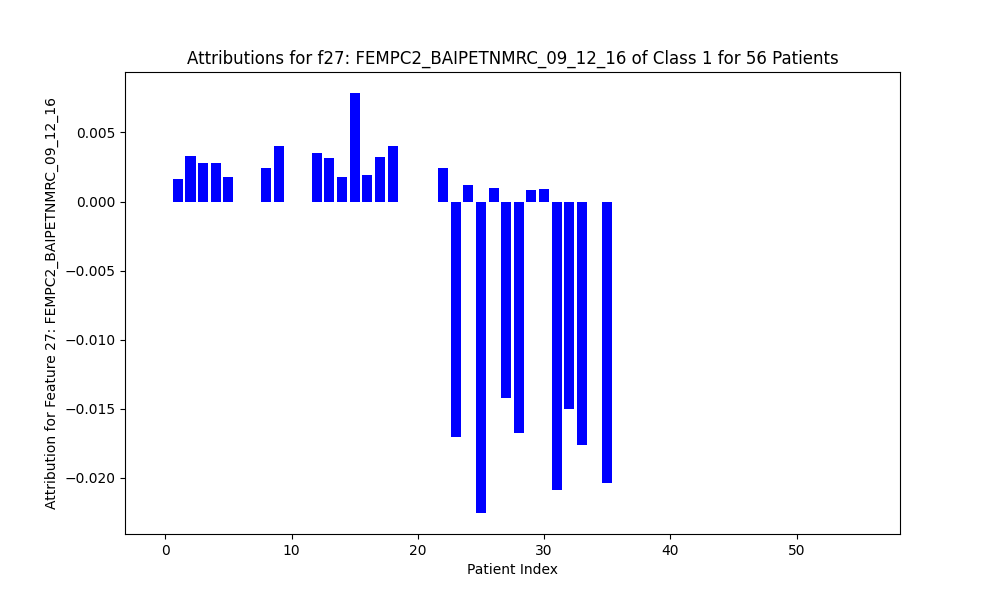 Attributions for f27: FEMPC2_BAIPETNMRC_09_12_16 of Class 1 for 56 Patients
Attribution for Feature 27: FEMPC2_BAIPETNMRC_09_12_16
0.005
0.000
−0.005
−0.010
−0.015
−0.020
0 10 20 30 40 50
Patient Index